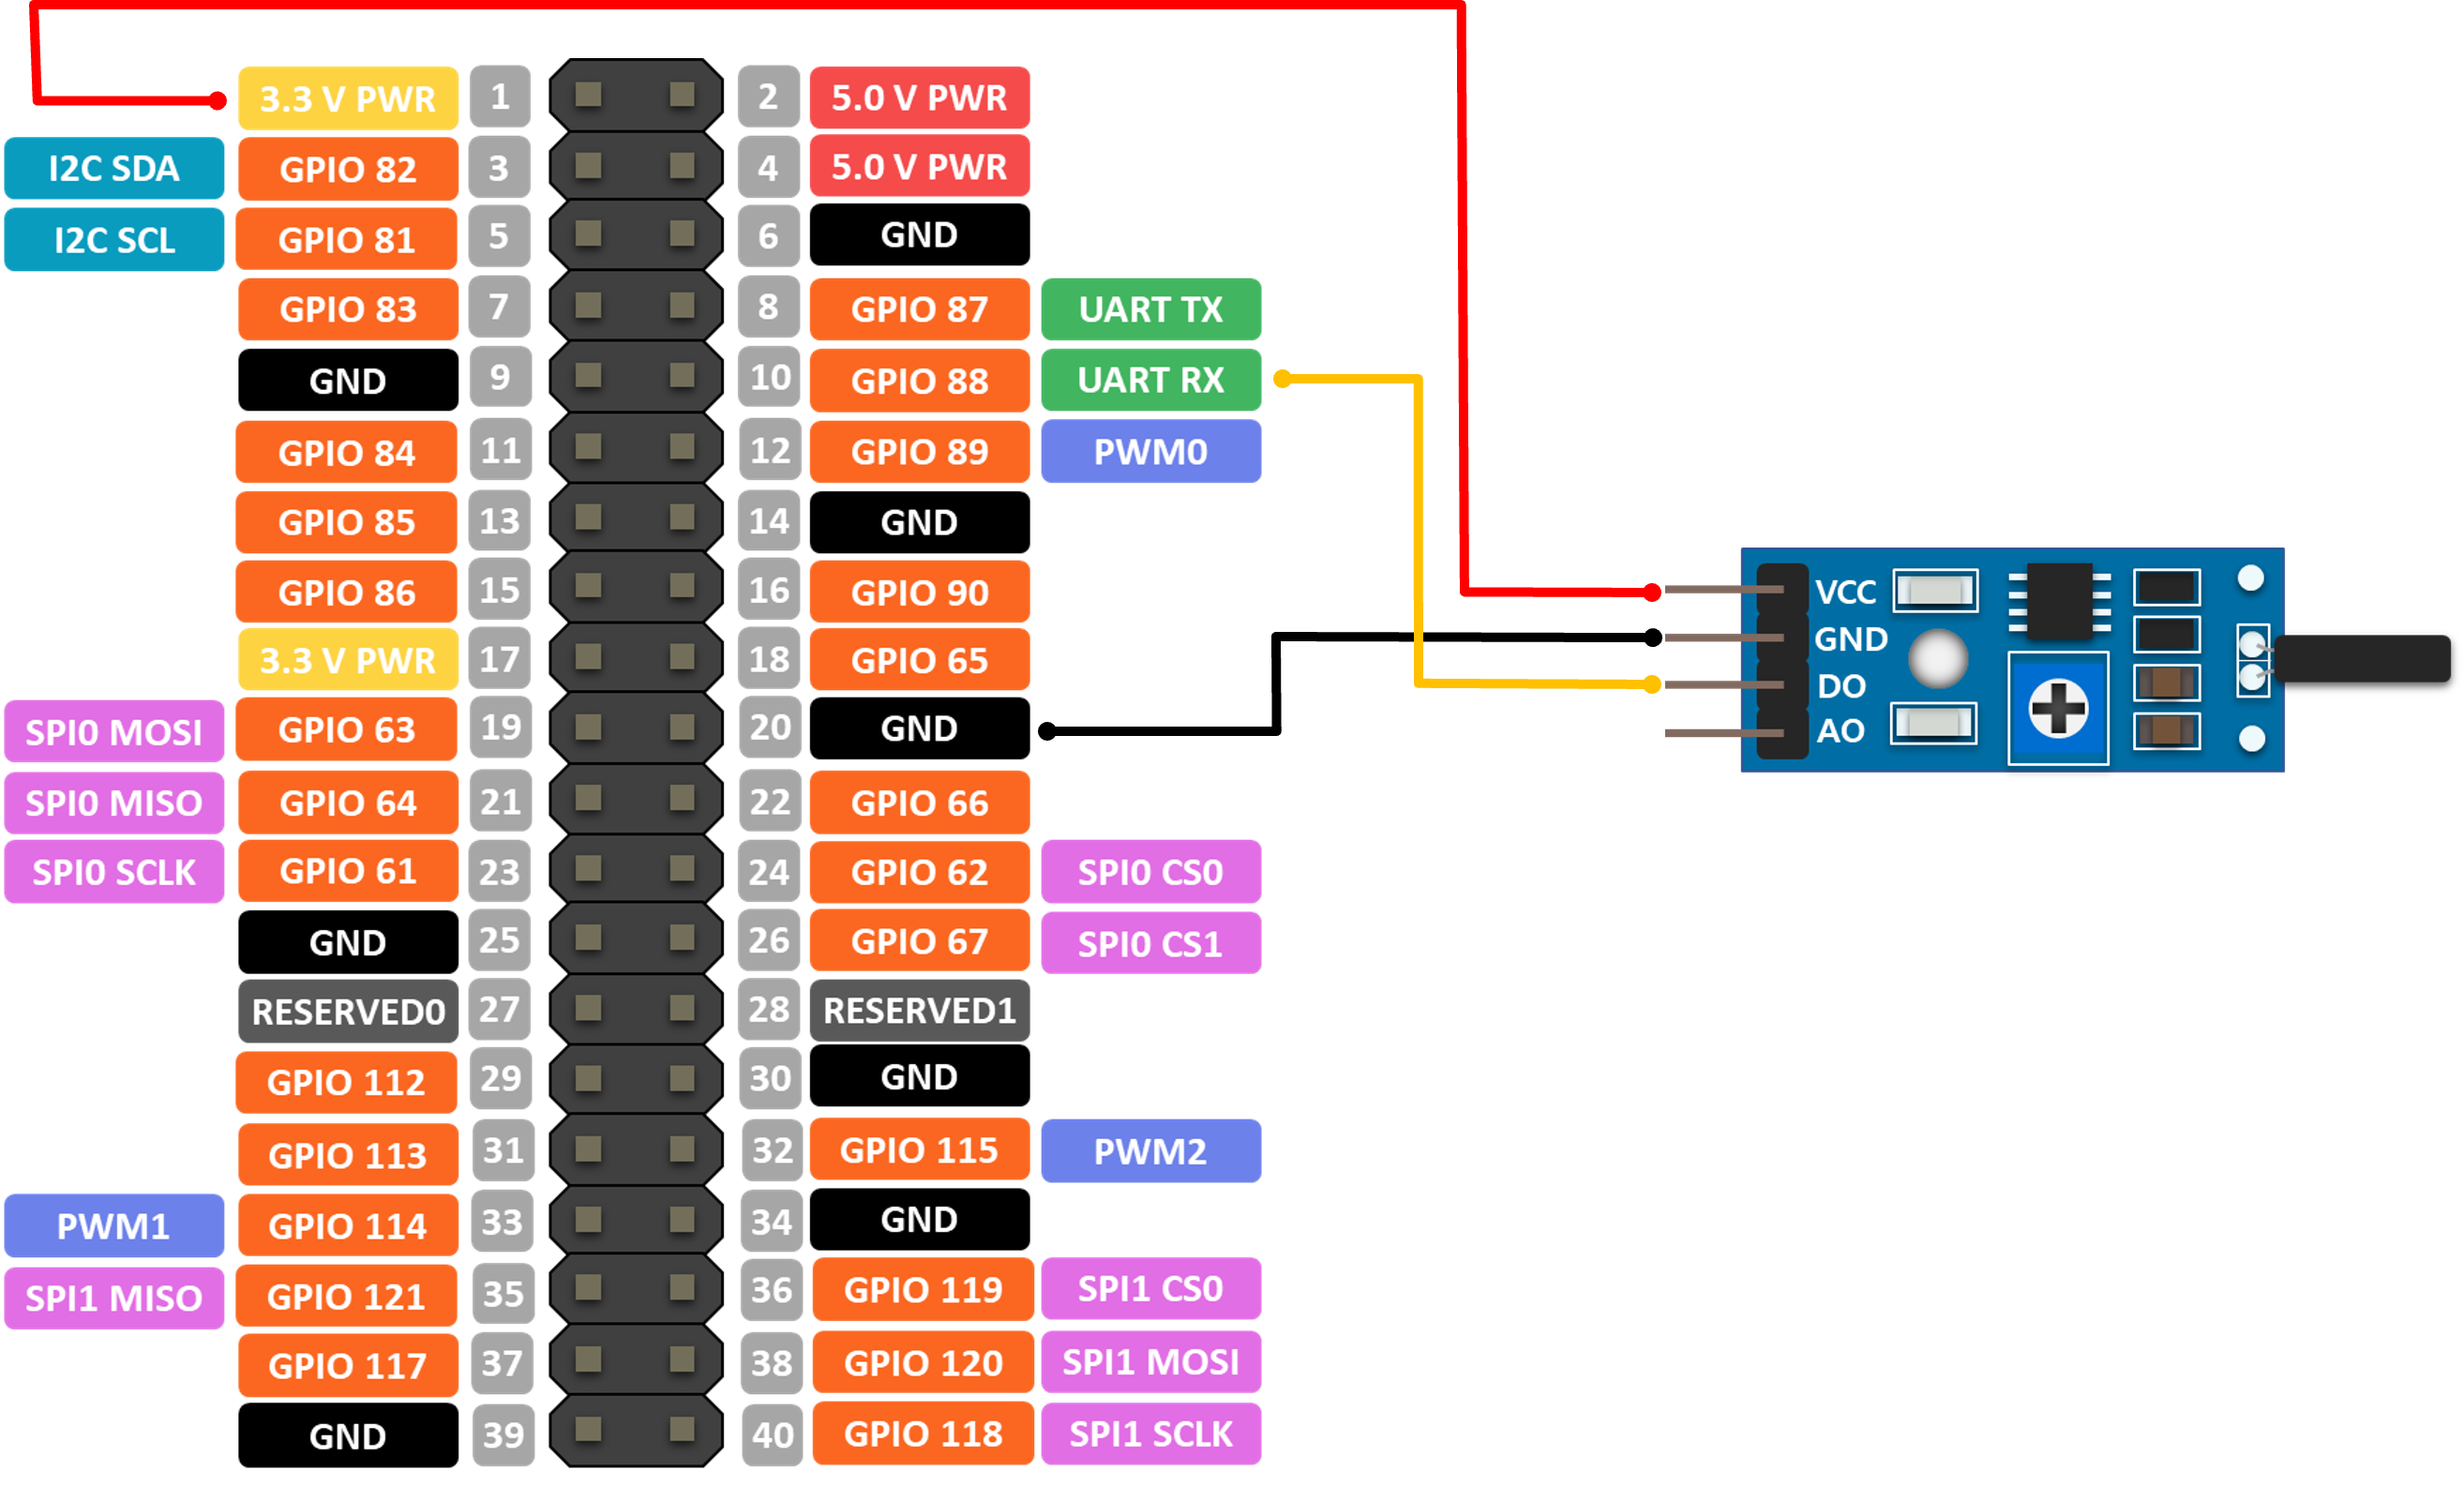 3.3 V PWR 1 2 5.0 V PWR
I2C SDA GPIO 82 3 4 5.0 V PWR
I2C SCL GPIO 81 5 6 GND
GPIO 83 7 8 GPIO 87 UART TX
GND 9 10 GPIO 88 UART RX
GPIO 84 11 12 GPIO 89 PWM0
GPIO 85 13 14 GND
GPIO 86 15 16 GPIO 90
VCC
GND
3.3 V PWR 17 18 GPIO 65
DO
SPI0 MOSI GPIO 63 19 20 GND
AO
SPI0 MISO GPIO 64 21 22 GPIO 66
SPI0 SCLK GPIO 61 23 24 GPIO 62 SPI0 CS0
GND 25 26 GPIO 67 SPI0 CS1
RESERVED0 27 28 RESERVED1
GPIO 112 29 30 GND
GPIO 113 31 32 GPIO 115 PWM2
PWM1 GPIO 114 33 34 GND
SPI1 MISO GPIO 121 35 36 GPIO 119 SPI1 CS0
GPIO 117 37 38 GPIO 120 SPI1 MOSI
GND 39 40 GPIO 118 SPI1 SCLK